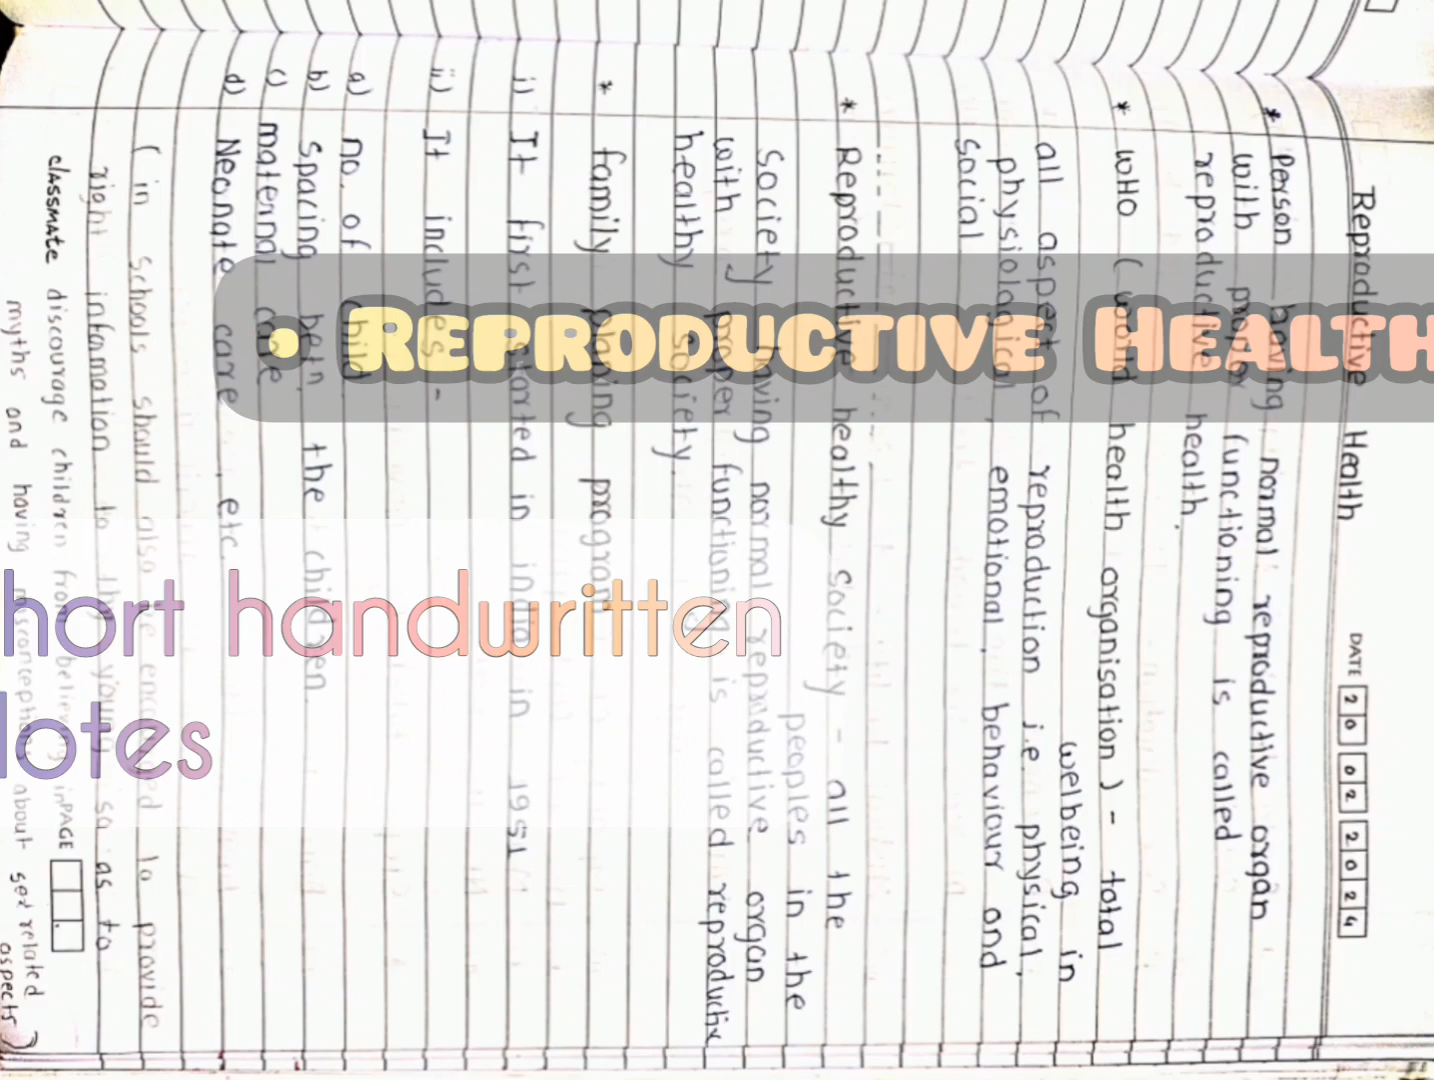 Reproductive Health
DATE 20 02 2024
* Person having normal reproductive organ
with proper functioning is called
reproductive health.
* WHO (world health organisation) - total
welbeing in
all aspect of reproduction i.e physical,
physiological, emotional, behaviour and
social
* Reproductive healthy society - all the
peoples in the
society having normal reproductive organ
with proper functioning is called reproductive
healthy society.
* family planing program
i) It first started in india in 1951
ii) It includes -
a) no. of child
b) spacing betn the children.
c) maternal care
d) Neonate care, etc.
( in schools should also be encouraged to provide
right information to the young so as to
discourage children from believing in
myths and having misconceptions about sex related
aspects )
classmate
PAGE
• Reproductive Health
hort handwritten
lotes